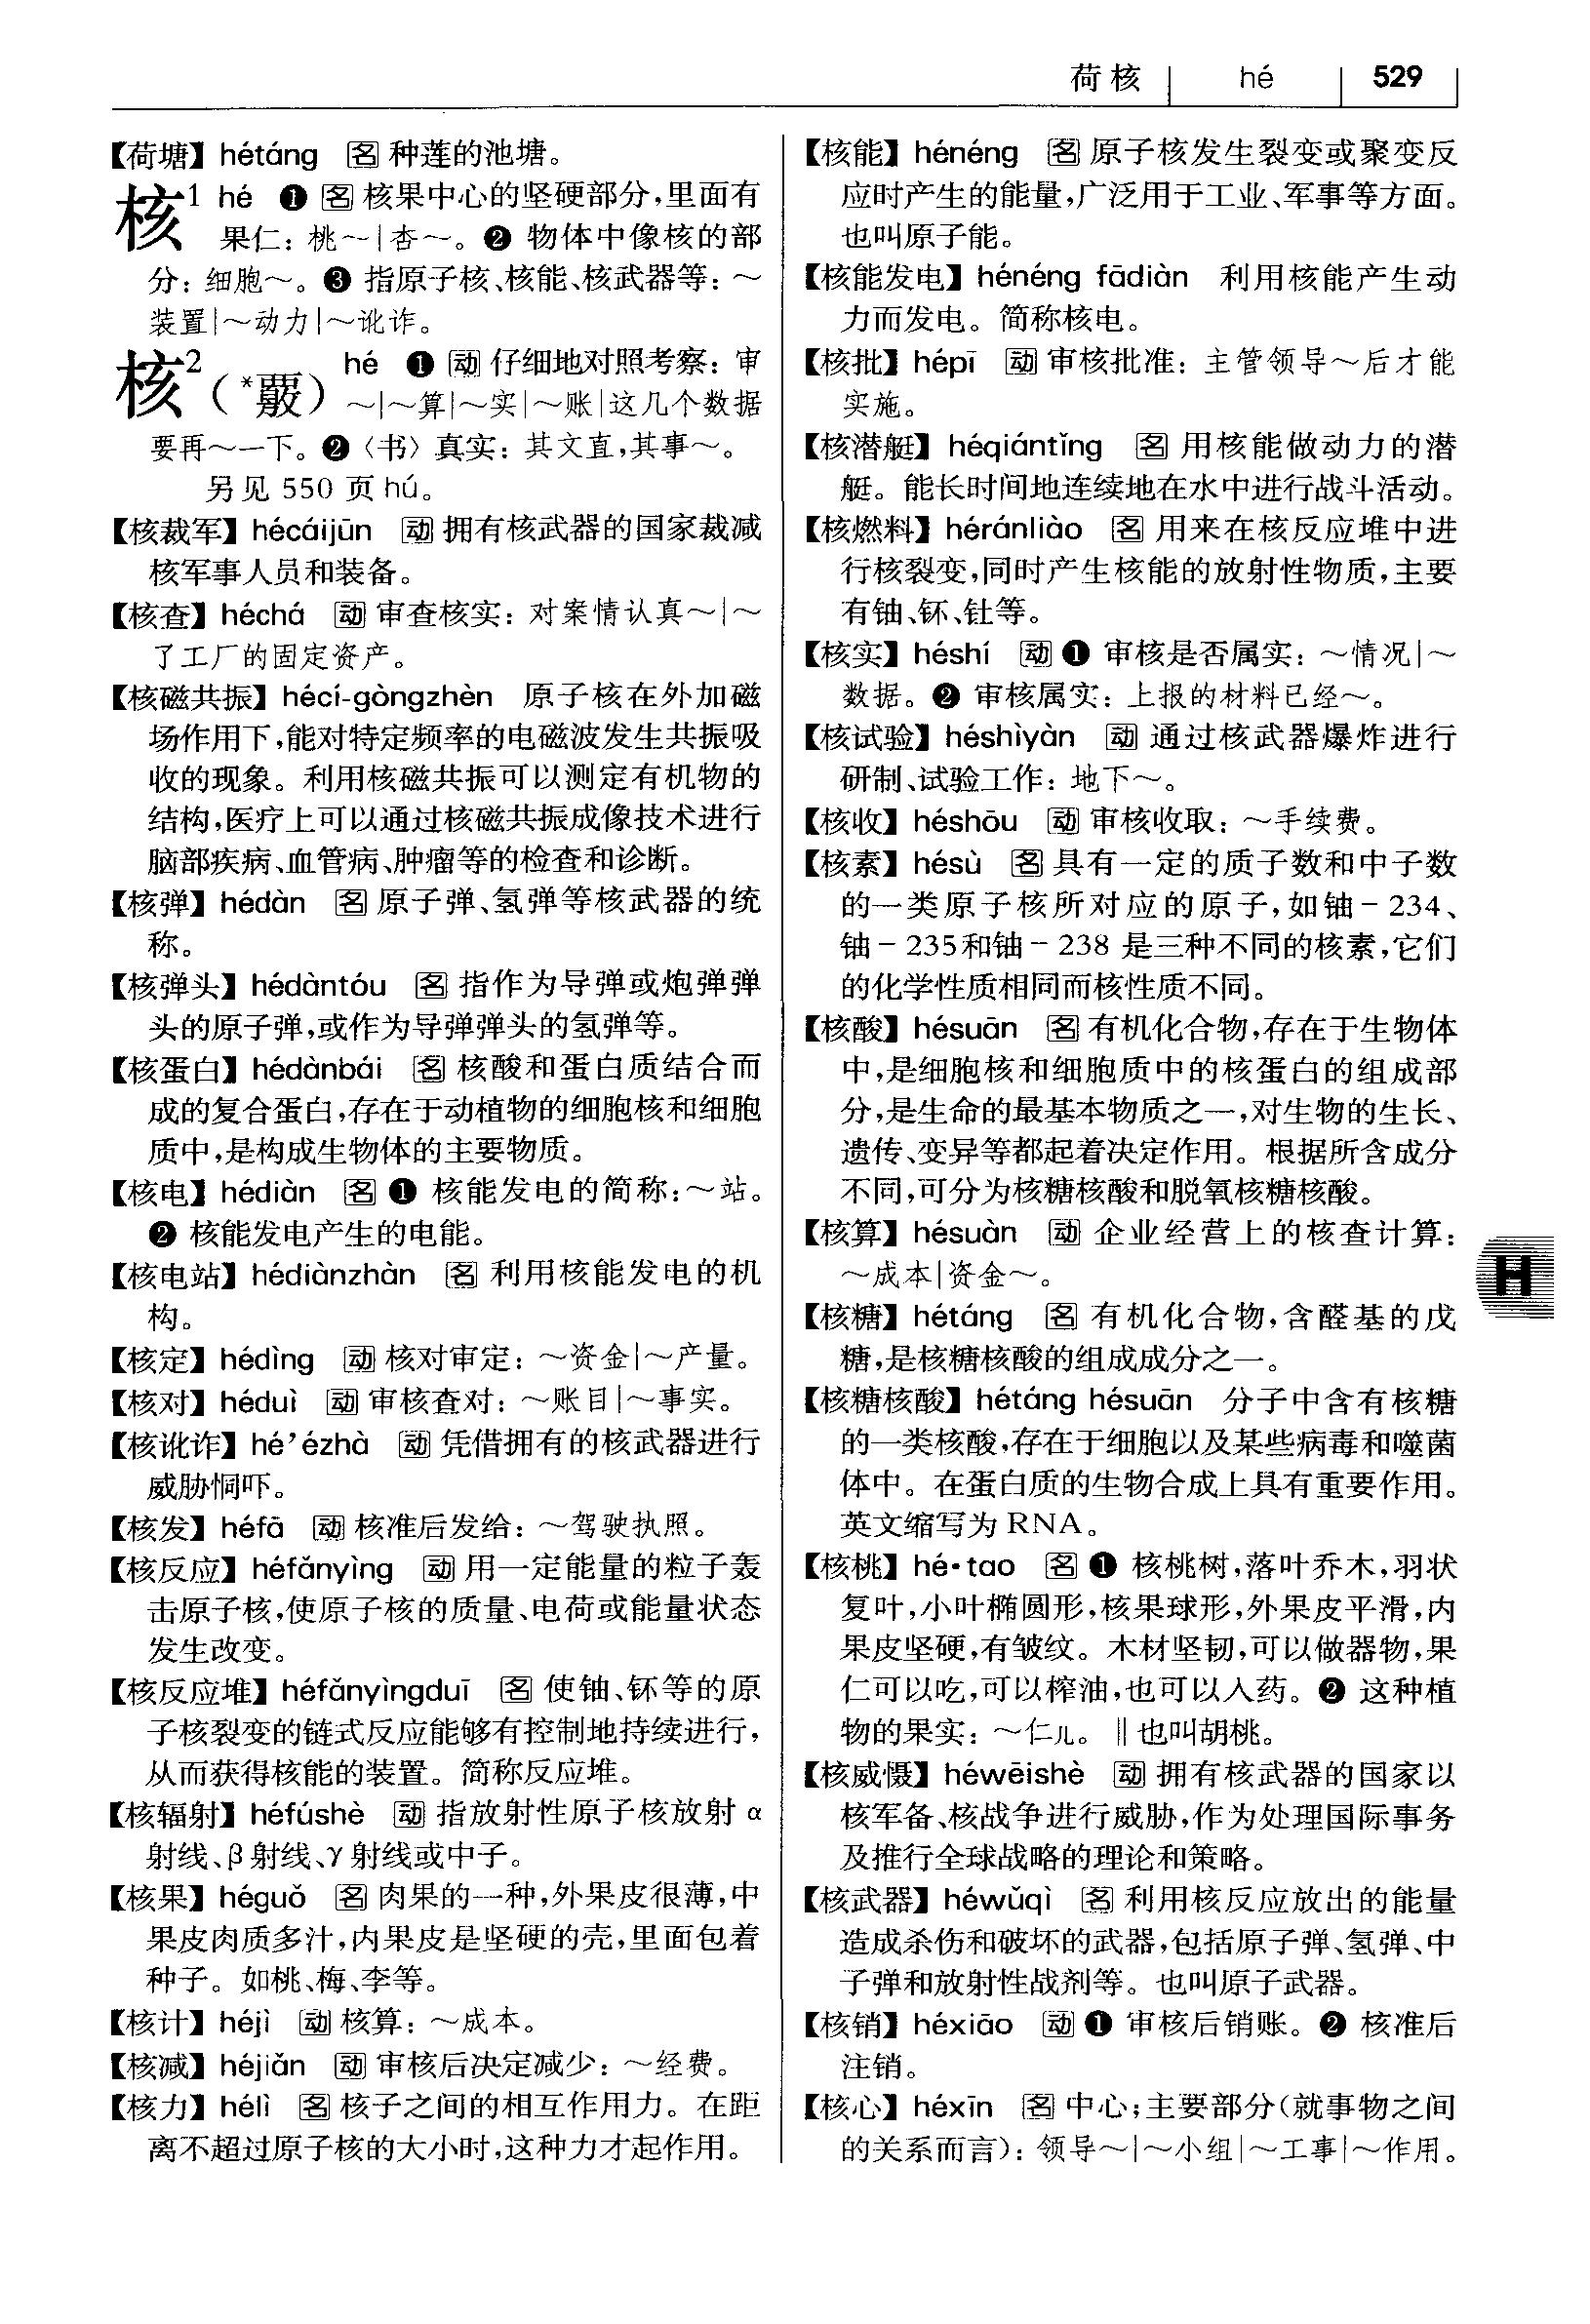 荷核 hé 529
【荷塘】hétáng 名 种莲的池塘。
核¹ hé ❶ 名 核果中心的坚硬部分,里面有
果仁：桃～|杏～。❷ 物体中像核的部
分：细胞～。❸ 指原子核、核能、核武器等：～
装置|～动力|～讹诈。
核²(*覈) hé ❶ 动 仔细地对照考察：审
～|～算|～实|～账|这几个数据
要再～一下。❷〈书〉真实：其文直,其事～。
另见 550 页 hú。
【核裁军】hécáijūn 动 拥有核武器的国家裁减
核军事人员和装备。
【核查】héchá 动 审查核实：对案情认真～|～
了工厂的固定资产。
【核磁共振】hécí-gòngzhèn 原子核在外加磁
场作用下,能对特定频率的电磁波发生共振吸
收的现象。利用核磁共振可以测定有机物的
结构,医疗上可以通过核磁共振成像技术进行
脑部疾病、血管病、肿瘤等的检查和诊断。
【核弹】hédàn 名 原子弹、氢弹等核武器的统
称。
【核弹头】hédàntóu 名 指作为导弹或炮弹弹
头的原子弹,或作为导弹弹头的氢弹等。
【核蛋白】hédànbái 名 核酸和蛋白质结合而
成的复合蛋白,存在于动植物的细胞核和细胞
质中,是构成生物体的主要物质。
【核电】hédiàn 名 ❶ 核能发电的简称:～站。
❷ 核能发电产生的电能。
【核电站】hédiànzhàn 名 利用核能发电的机
构。
【核定】hédìng 动 核对审定：～资金|～产量。
【核对】héduì 动 审核查对：～账目|～事实。
【核讹诈】hé’ézhà 动 凭借拥有的核武器进行
威胁恫吓。
【核发】héfā 动 核准后发给：～驾驶执照。
【核反应】héfǎnyìng 动 用一定能量的粒子轰
击原子核,使原子核的质量、电荷或能量状态
发生改变。
【核反应堆】héfǎnyìngduī 名 使铀、钚等的原
子核裂变的链式反应能够有控制地持续进行,
从而获得核能的装置。简称反应堆。
【核辐射】héfúshè 动 指放射性原子核放射 α
射线、β 射线、γ 射线或中子。
【核果】héguǒ 名 肉果的一种,外果皮很薄,中
果皮肉质多汁,内果皮是坚硬的壳,里面包着
种子。如桃、梅、李等。
【核计】héjì 动 核算：～成本。
【核减】héjiǎn 动 审核后决定减少：～经费。
【核力】hélì 名 核子之间的相互作用力。在距
离不超过原子核的大小时,这种力才起作用。
【核能】hénéng 名 原子核发生裂变或聚变反
应时产生的能量,广泛用于工业、军事等方面。
也叫原子能。
【核能发电】hénéng fādiàn 利用核能产生动
力而发电。简称核电。
【核批】hépī 动 审核批准：主管领导～后才能
实施。
【核潜艇】héqiántǐng 名 用核能做动力的潜
艇。能长时间地连续地在水中进行战斗活动。
【核燃料】héránliào 名 用来在核反应堆中进
行核裂变,同时产生核能的放射性物质,主要
有铀、钚、钍等。
【核实】héshí 动 ❶ 审核是否属实：～情况|～
数据。❷ 审核属实：上报的材料已经～。
【核试验】héshìyàn 动 通过核武器爆炸进行
研制、试验工作：地下～。
【核收】héshōu 动 审核收取：～手续费。
【核素】hésù 名 具有一定的质子数和中子数
的一类原子核所对应的原子,如铀－234、
铀－235和铀－238 是三种不同的核素,它们
的化学性质相同而核性质不同。
【核酸】hésuān 名 有机化合物,存在于生物体
中,是细胞核和细胞质中的核蛋白的组成部
分,是生命的最基本物质之一,对生物的生长、
遗传、变异等都起着决定作用。根据所含成分
不同,可分为核糖核酸和脱氧核糖核酸。
【核算】hésuàn 动 企业经营上的核查计算：
～成本|资金～。
H
【核糖】hétáng 名 有机化合物,含醛基的戊
糖,是核糖核酸的组成成分之一。
【核糖核酸】hétáng hésuān 分子中含有核糖
的一类核酸,存在于细胞以及某些病毒和噬菌
体中。在蛋白质的生物合成上具有重要作用。
英文缩写为 RNA。
【核桃】hé·tao 名 ❶ 核桃树,落叶乔木,羽状
复叶,小叶椭圆形,核果球形,外果皮平滑,内
果皮坚硬,有皱纹。木材坚韧,可以做器物,果
仁可以吃,可以榨油,也可以入药。❷ 这种植
物的果实：～仁儿。‖也叫胡桃。
【核威慑】héwēishè 动 拥有核武器的国家以
核军备、核战争进行威胁,作为处理国际事务
及推行全球战略的理论和策略。
【核武器】héwǔqì 名 利用核反应放出的能量
造成杀伤和破坏的武器,包括原子弹、氢弹、中
子弹和放射性战剂等。也叫原子武器。
【核销】héxiāo 动 ❶ 审核后销账。❷ 核准后
注销。
【核心】héxīn 名 中心;主要部分(就事物之间
的关系而言)：领导～|～小组|～工事|～作用。